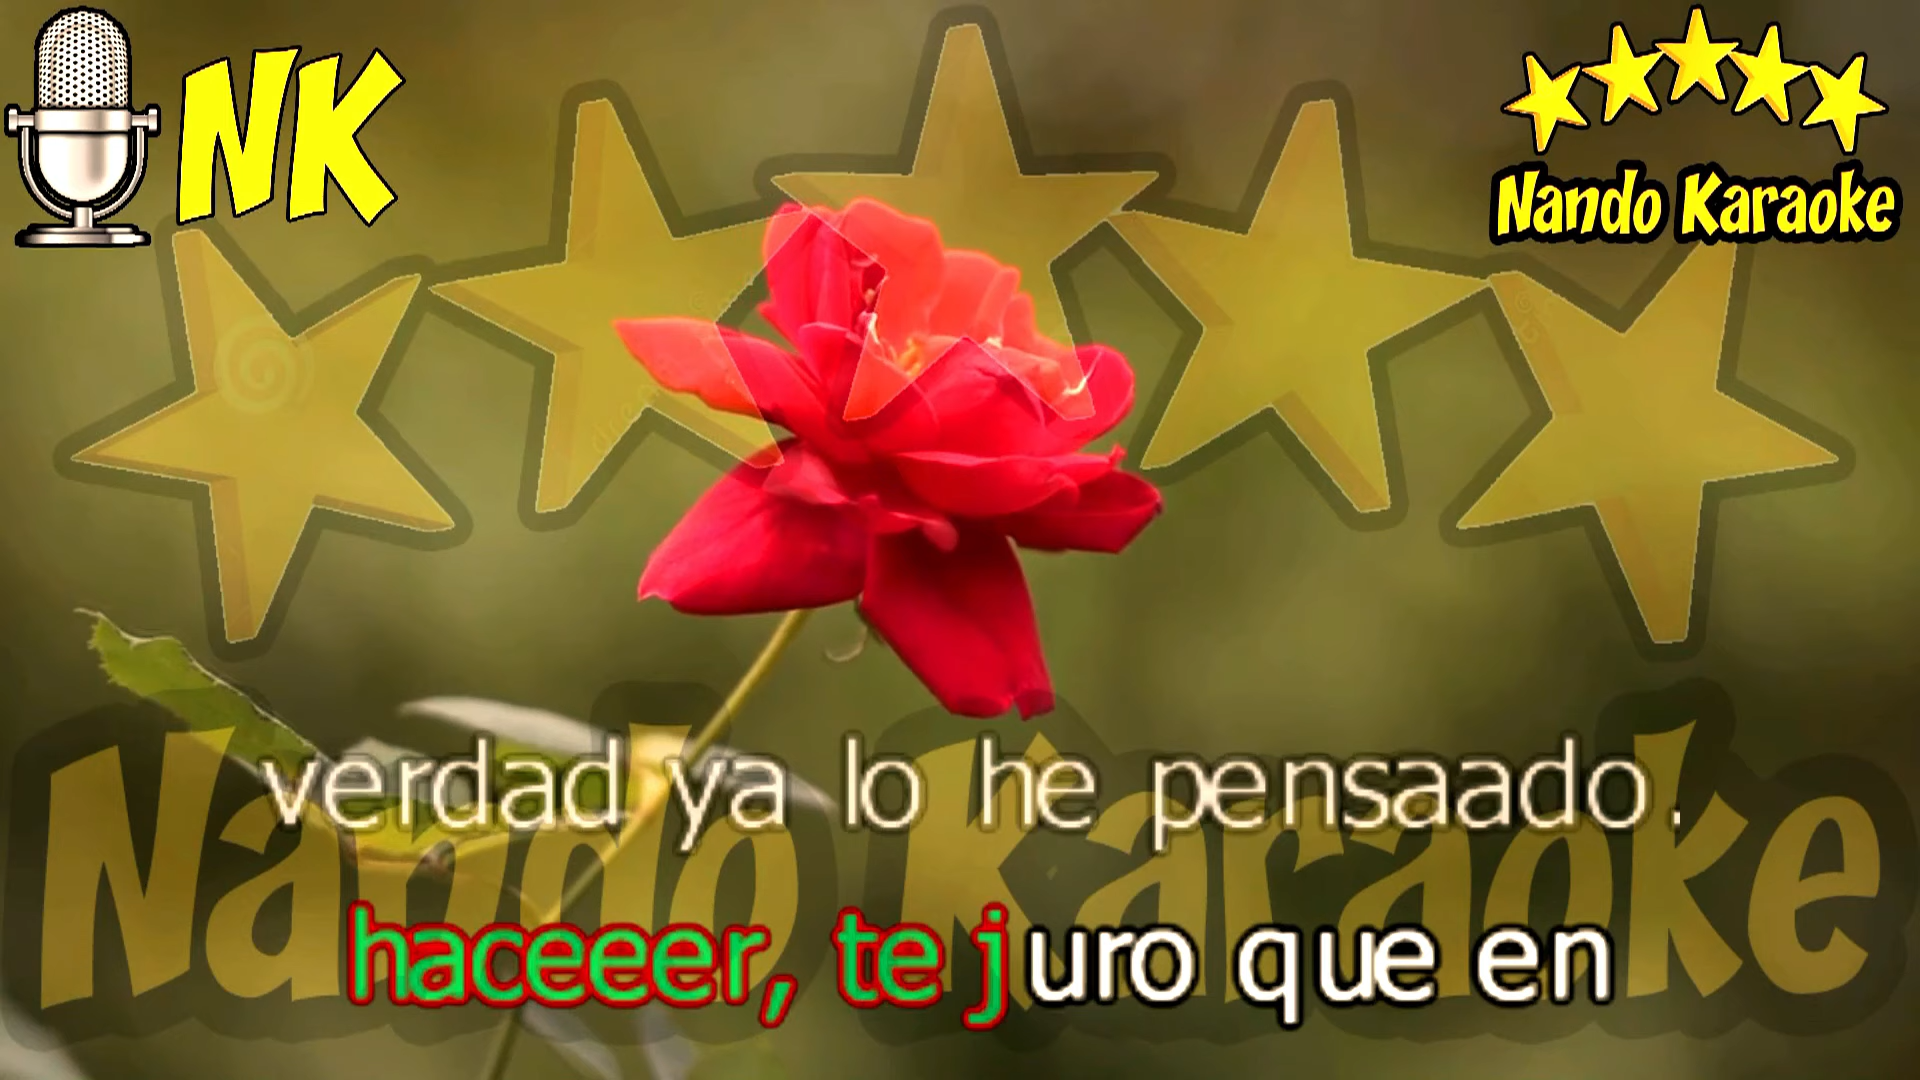 NK
Nando Karaoke
verdad ya lo he pensaado.
Nando Karaoke
haceeer, te juro que en